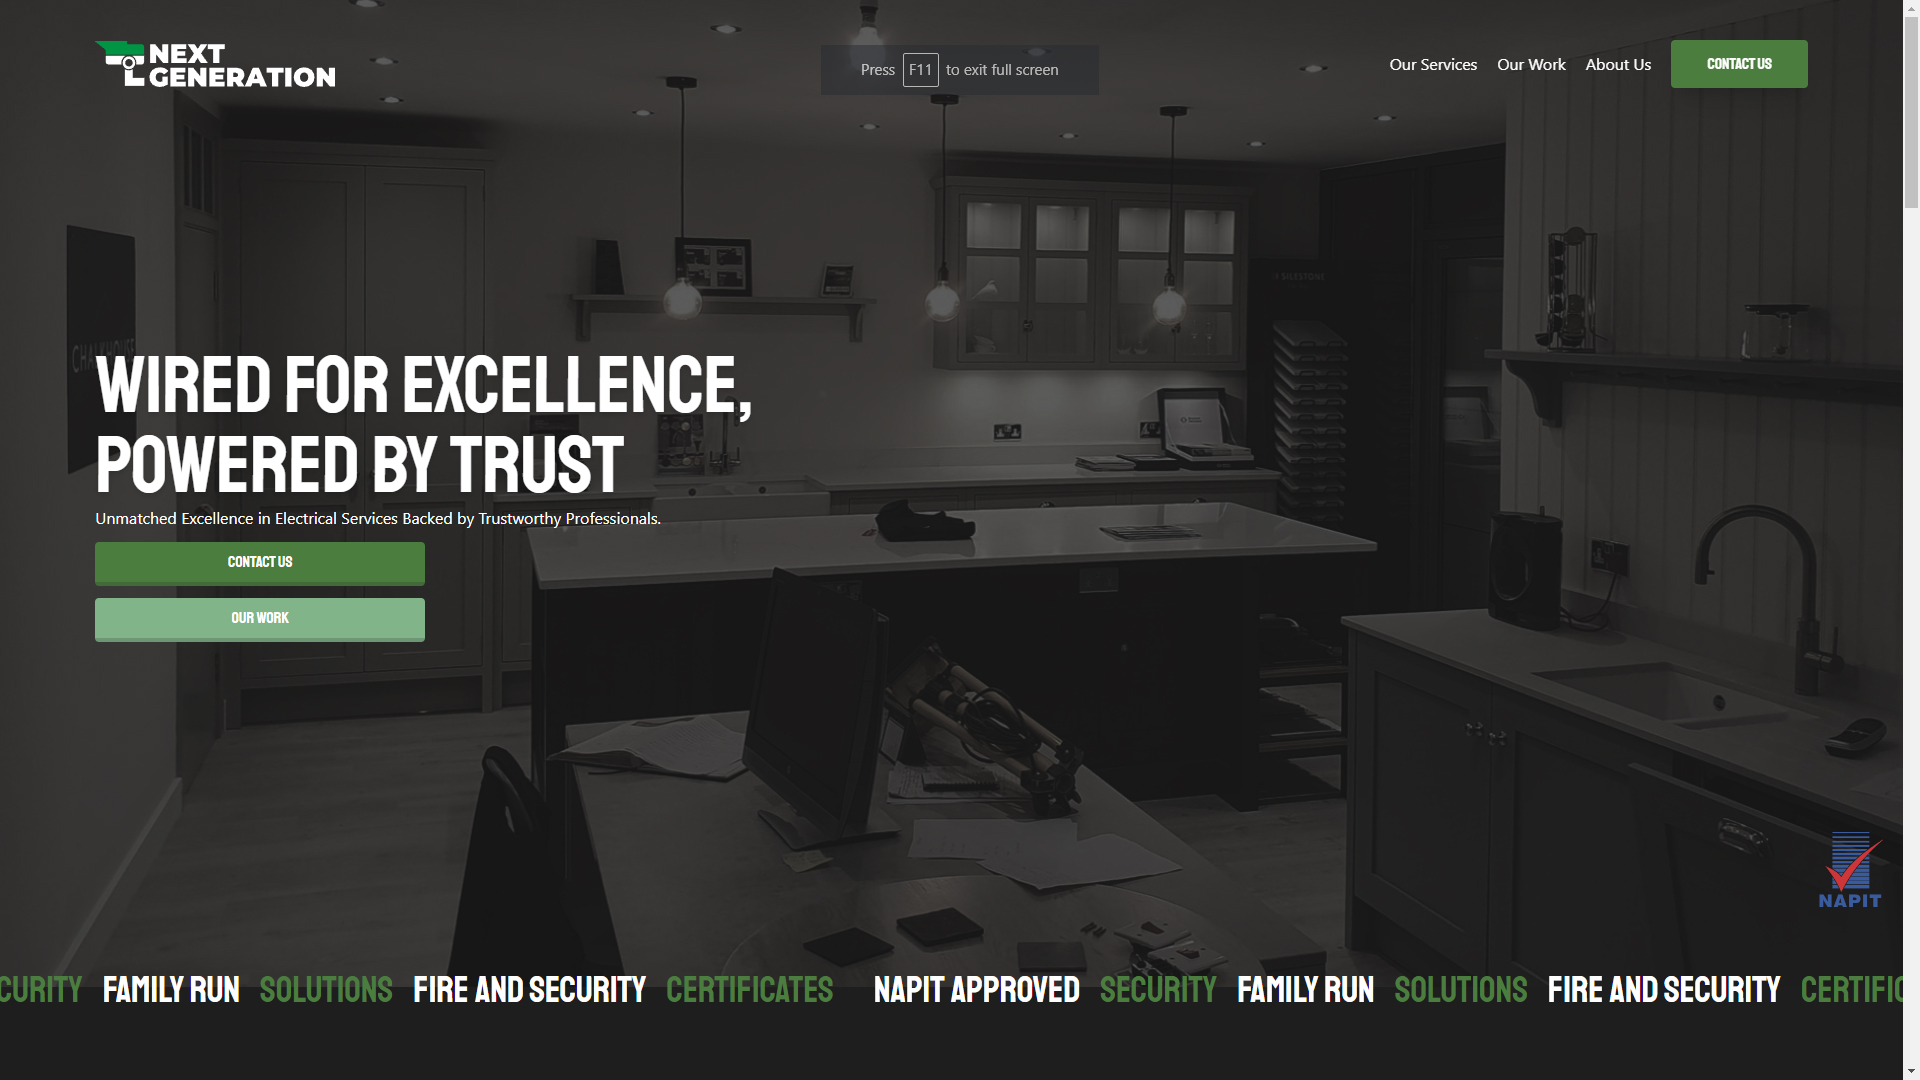 NEXT
GENERATION
Press F11 to exit full screen
Our Services
Our Work
About Us
CONTACT US
SILESTONE
WIRED FOR EXCELLENCE,
POWERED BY TRUST
Unmatched Excellence in Electrical Services Backed by Trustworthy Professionals.
CONTACT US
OUR WORK
NAPIT
CURITY FAMILY RUN SOLUTIONS FIRE AND SECURITY CERTIFICATES NAPIT APPROVED SECURITY FAMILY RUN SOLUTIONS FIRE AND SECURITY CERTIFIC